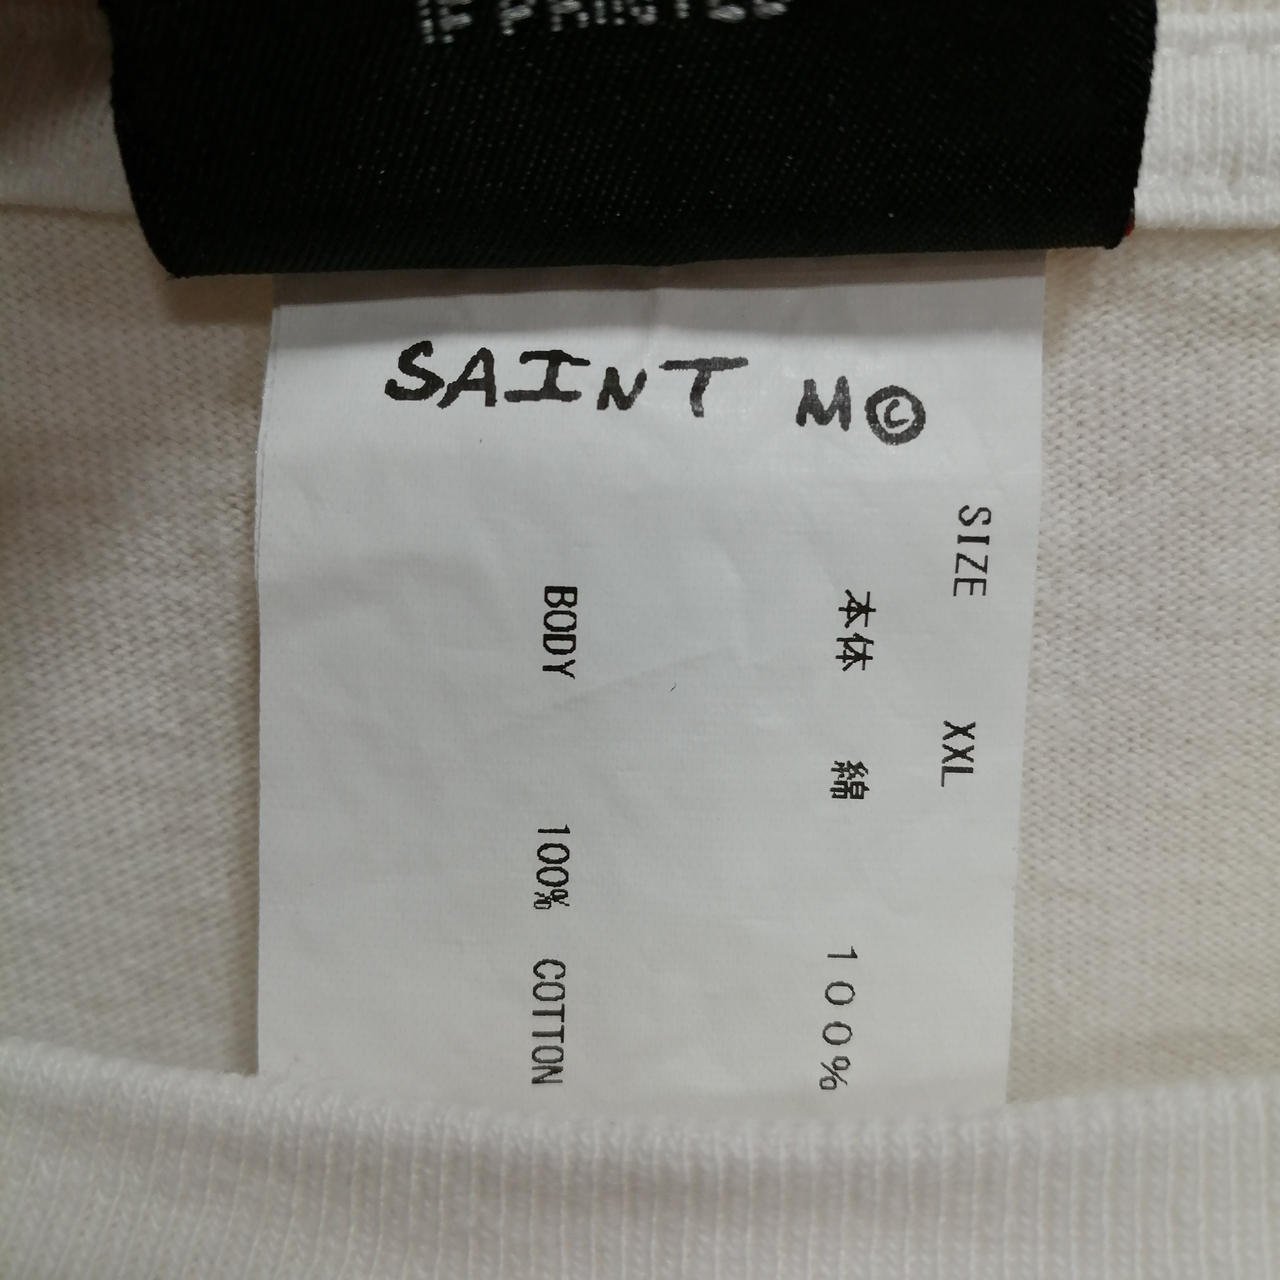 SAINT M©
SIZE XXL
本体 綿 100%
BODY 100% COTTON